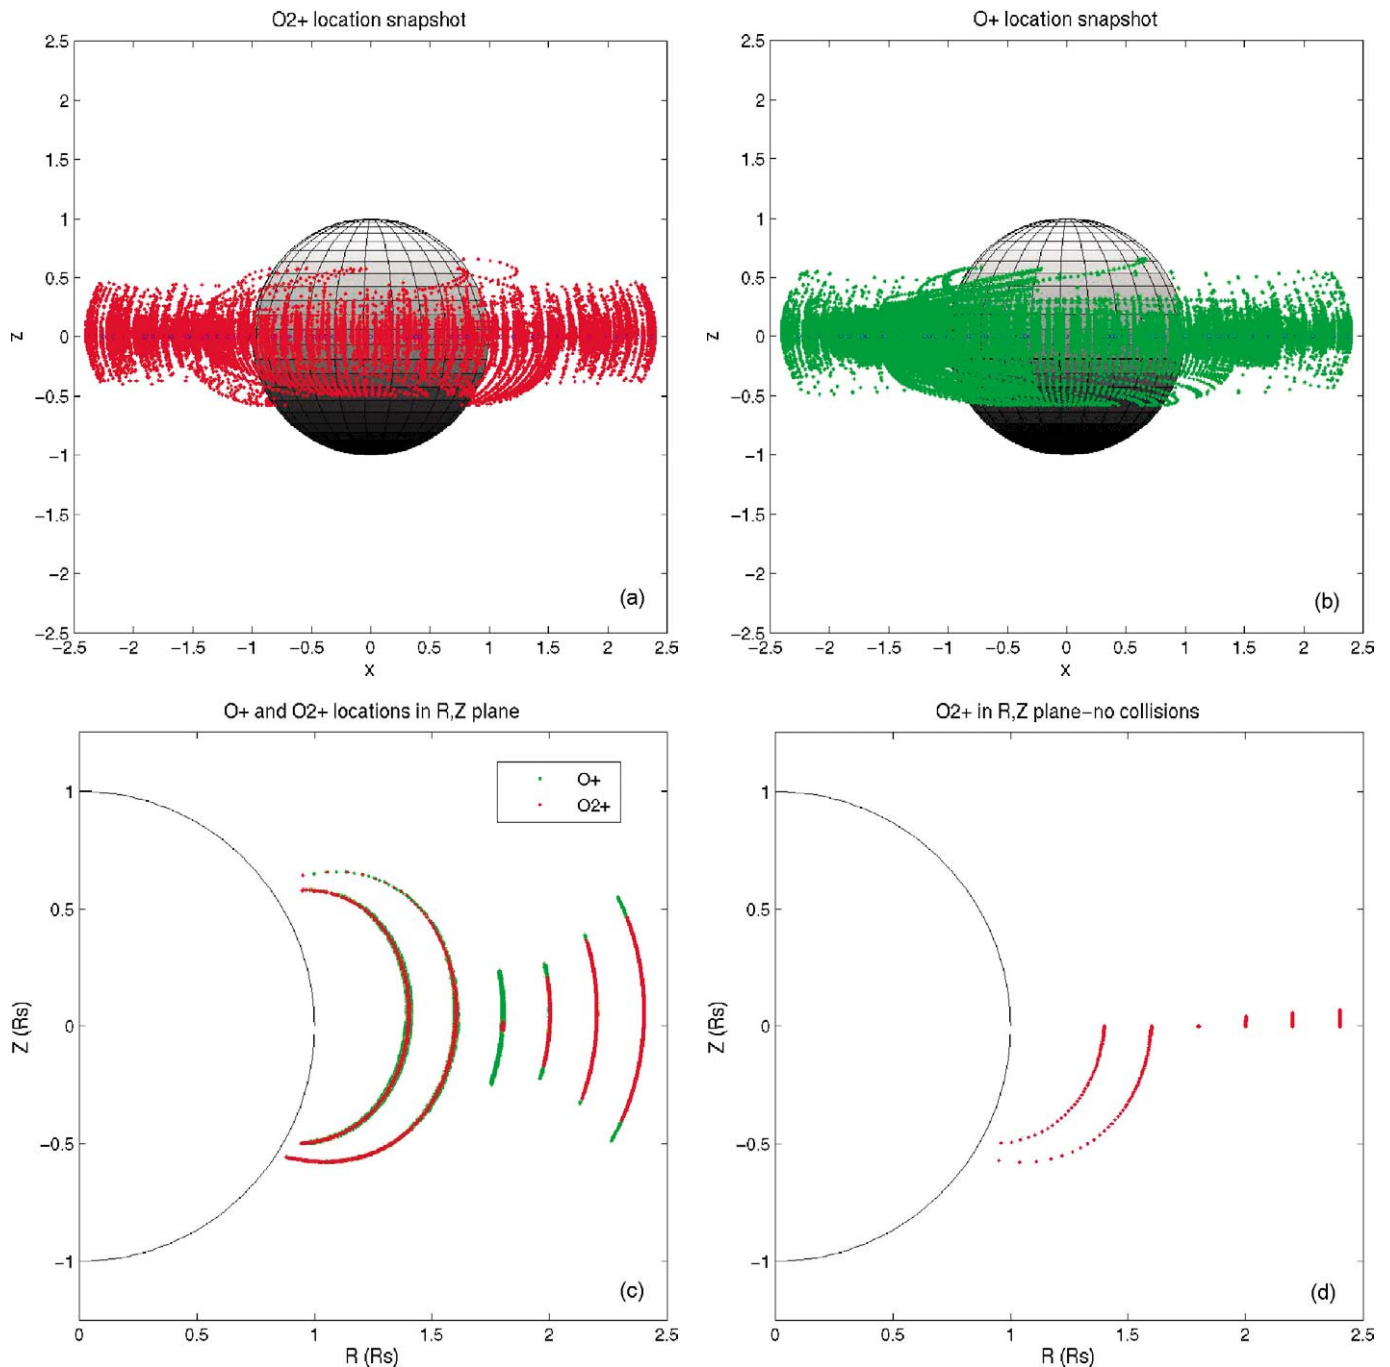 O2+ location snapshot
2.5
2
1.5
1
0.5
0
−0.5
−1
−1.5
−2
−2.5
Z
−2.5 −2 −1.5 −1 −0.5 0 0.5 1 1.5 2 2.5
X
(a)
O+ location snapshot
2.5
2
1.5
1
0.5
0
−0.5
−1
−1.5
−2
−2.5
Z
−2.5 −2 −1.5 −1 −0.5 0 0.5 1 1.5 2 2.5
X
(b)
O+ and O2+ locations in R,Z plane
1
0.5
0
−0.5
−1
Z (Rs)
O+
O2+
0 0.5 1 1.5 2 2.5
R (Rs)
(c)
O2+ in R,Z plane−no collisions
1
0.5
0
−0.5
−1
Z (Rs)
0 0.5 1 1.5 2 2.5
R (Rs)
(d)